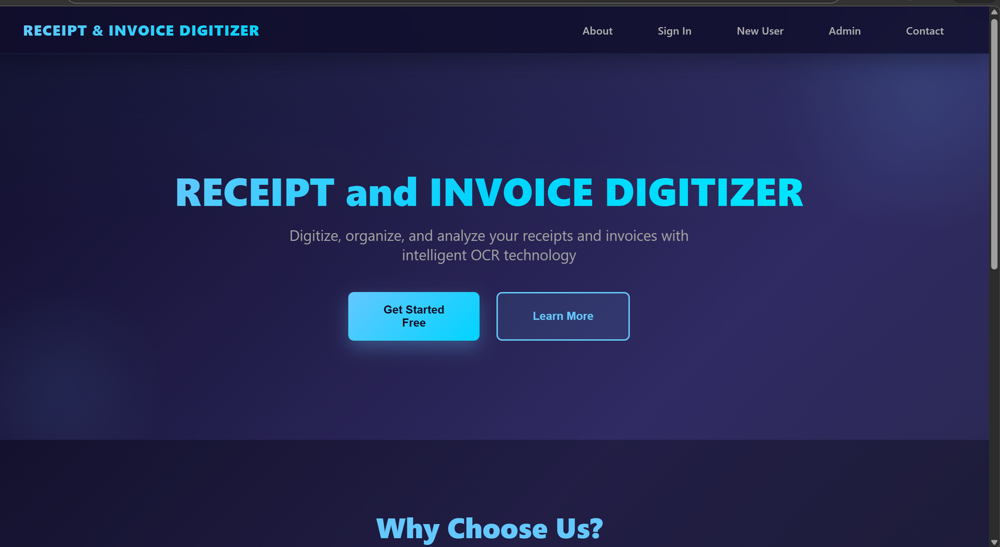 RECEIPT & INVOICE DIGITIZER
About
Sign In
New User
Admin
Contact
RECEIPT and INVOICE DIGITIZER
Digitize, organize, and analyze your receipts and invoices with
intelligent OCR technology
Get Started
Free
Learn More
Why Choose Us?